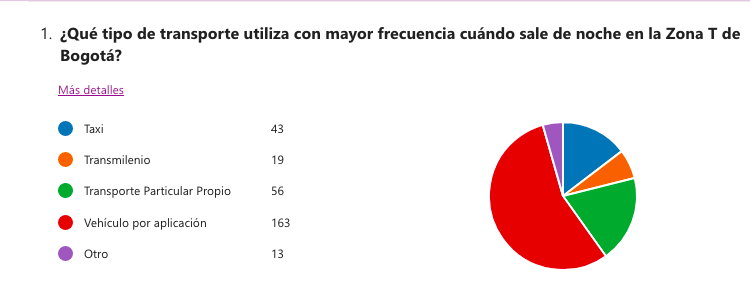 1. ¿Qué tipo de transporte utiliza con mayor frecuencia cuándo sale de noche en la Zona T de
Bogotá?
Más detalles
Taxi 43
Transmilenio 19
Transporte Particular Propio 56
Vehículo por aplicación 163
Otro 13